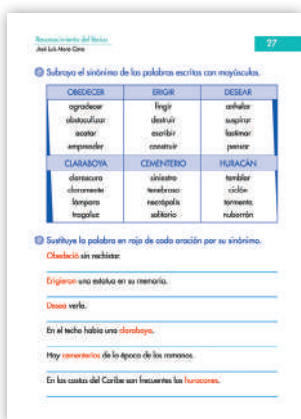 Reconocimiento del léxico
José Luis Mora Cano
27
Subraya el sinónimo de las palabras escritas con mayúsculas.
OBEDECER ERIGIR DESEAR
agradecer fingir anhelar
obstaculizar destruir suspirar
acatar escribir lastimar
emprender construir pensar
CLARABOYA CEMENTERIO HURACÁN
claroscuro siniestro temblor
claramente tenebroso ciclón
lámpara necrópolis tormenta
tragaluz solitario nubarrón
Sustituye la palabra en rojo de cada oración por su sinónimo.
Obedeció sin rechistar.
Erigieron una estatua en su memoria.
Desea verla.
En el techo había una claraboya.
Hay cementerios de la época de los romanos.
En las costas del Caribe son frecuentes los huracanes.